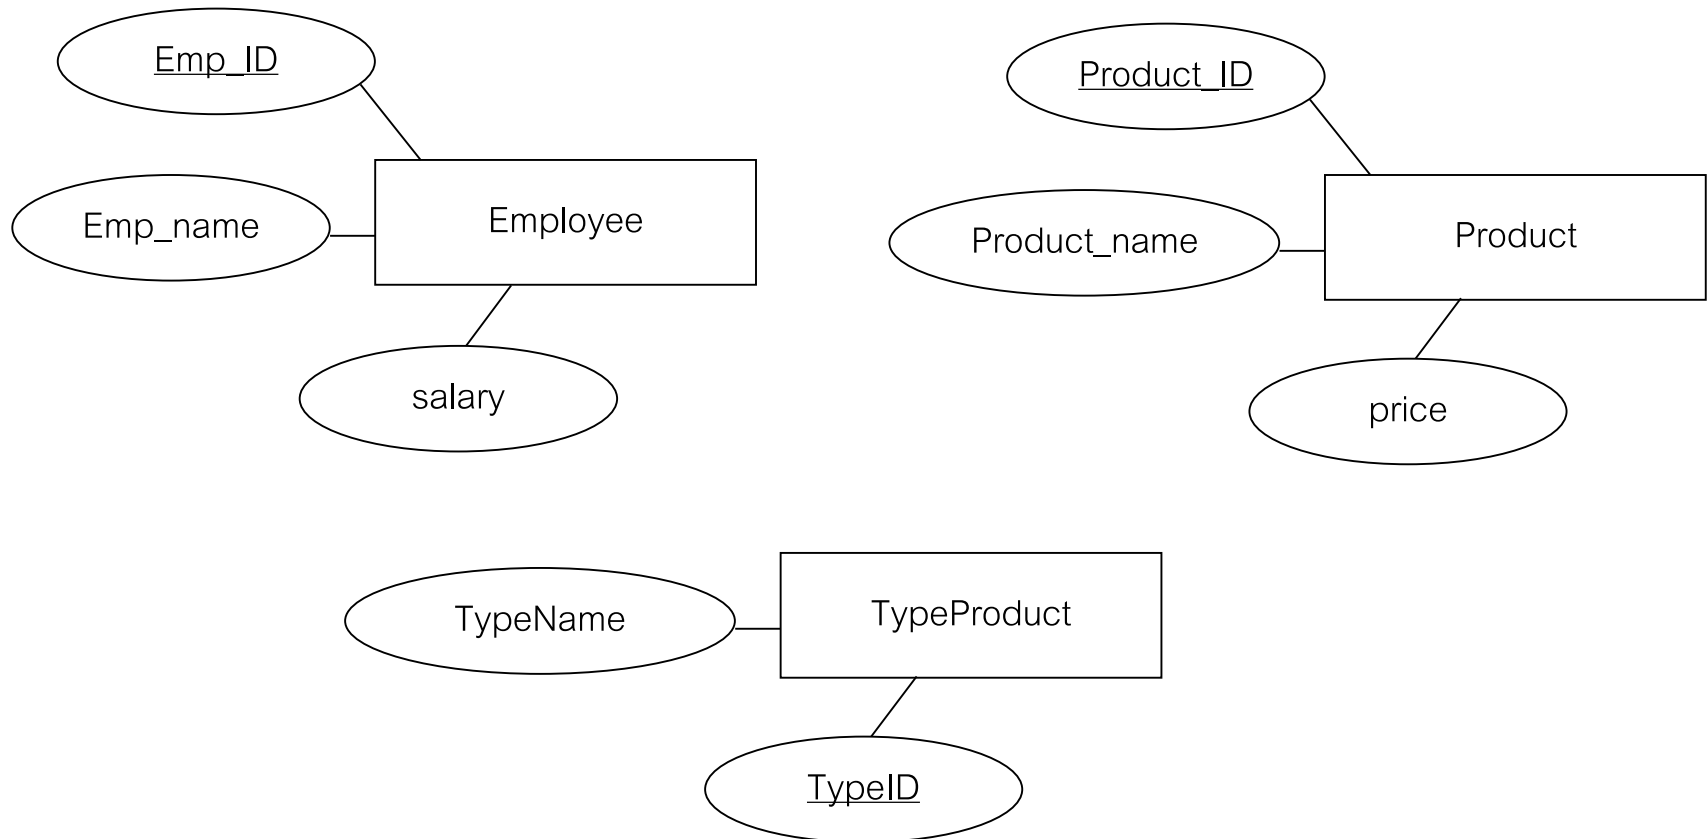 Emp_ID
Emp_name
Employee
salary
Product_ID
Product_name
Product
price
TypeName
TypeProduct
TypeID